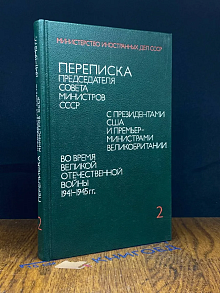 МИНИСТЕРСТВО ИНОСТРАННЫХ ДЕЛ СССР
ПЕРЕПИСКА
ПРЕДСЕДАТЕЛЯ
СОВЕТА
МИНИСТРОВ
СССР
С ПРЕЗИДЕНТАМИ
США
И ПРЕМЬЕР-
МИНИСТРАМИ
ВЕЛИКОБРИТАНИИ
ВО ВРЕМЯ
ВЕЛИКОЙ
ОТЕЧЕСТВЕННОЙ
ВОЙНЫ
1941–1945 гг.
2
2